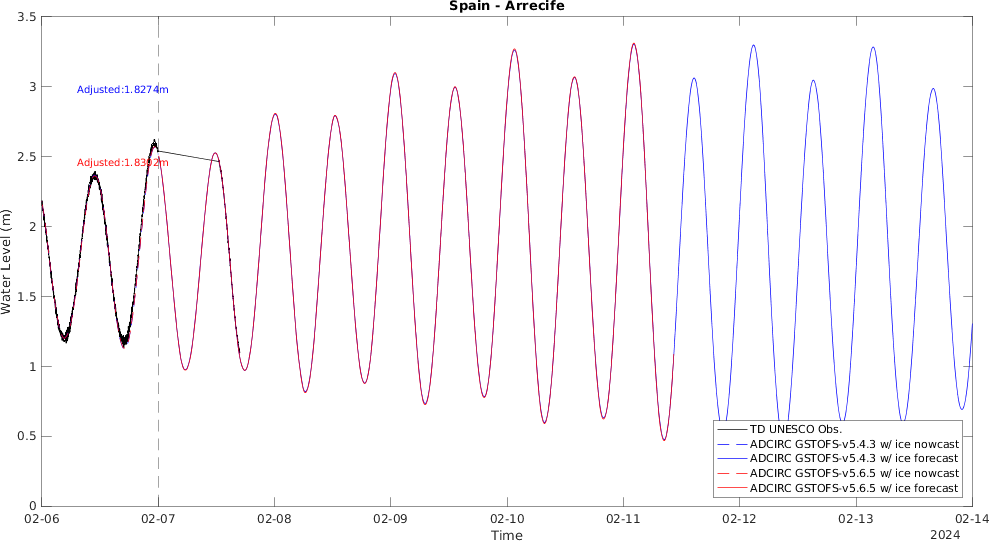 Spain - Arrecife
3.5
3
2.5
2
1.5
1
0.5
0
Water Level (m)
Adjusted:1.8274m
Adjusted:1.8392m
TD UNESCO Obs.
ADCIRC GSTOFS-v5.4.3 w/ ice nowcast
ADCIRC GSTOFS-v5.4.3 w/ ice forecast
ADCIRC GSTOFS-v5.6.5 w/ ice nowcast
ADCIRC GSTOFS-v5.6.5 w/ ice forecast
02-06 02-07 02-08 02-09 02-10 02-11 02-12 02-13 02-14
Time
2024